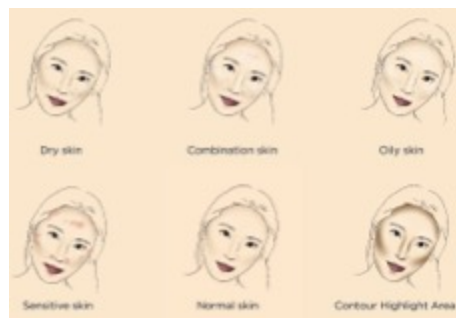 Dry skin
Combination skin
Oily skin
Sensitive skin
Normal skin
Contour Highlight Area